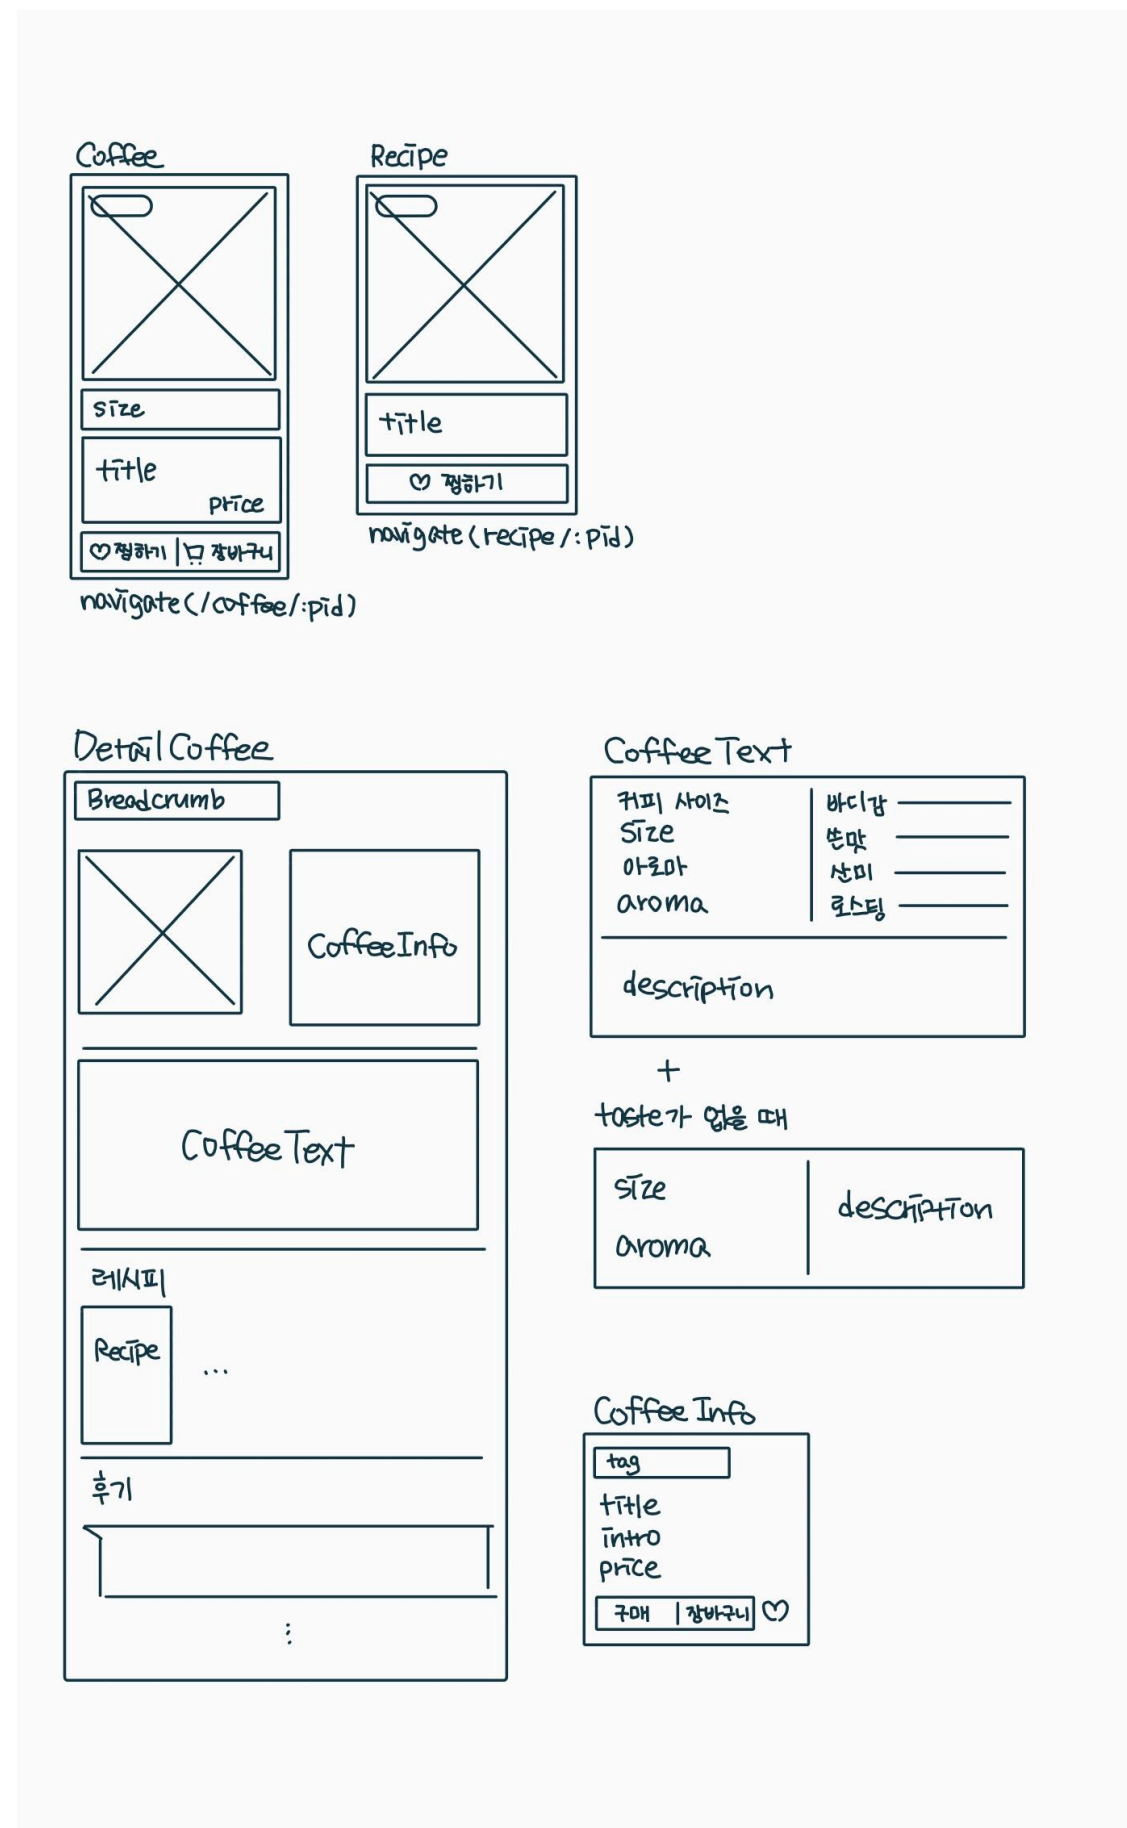 Coffee
size
title
price
♡ 찜하기 | 장바구니
navigate(/coffee/:pid)
Recipe
title
♡ 찜하기
navigate(recipe/:pid)
Detail Coffee
Breadcrumb
CoffeeInfo
CoffeeText
레시피
Recipe
...
후기
⋮
CoffeeText
커피 사이즈
size
아로마
aroma
바디감
쓴맛
산미
로스팅
description
+
taste가 없을 때
size
aroma
description
Coffee Info
tag
title
intro
price
구매 | 장바구니 ♡